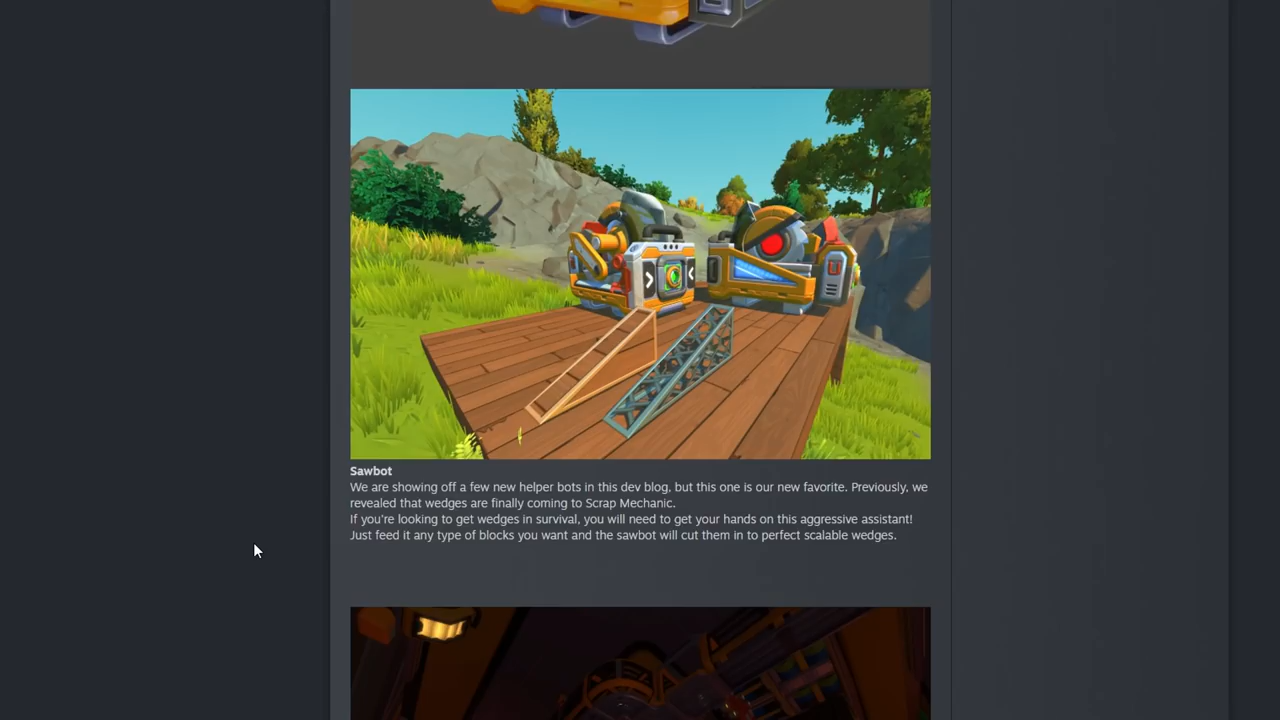 Sawbot
We are showing off a few new helper bots in this dev blog, but this one is our new favorite. Previously, we
revealed that wedges are finally coming to Scrap Mechanic.
If you're looking to get wedges in survival, you will need to get your hands on this aggressive assistant!
Just feed it any type of blocks you want and the sawbot will cut them in to perfect scalable wedges.